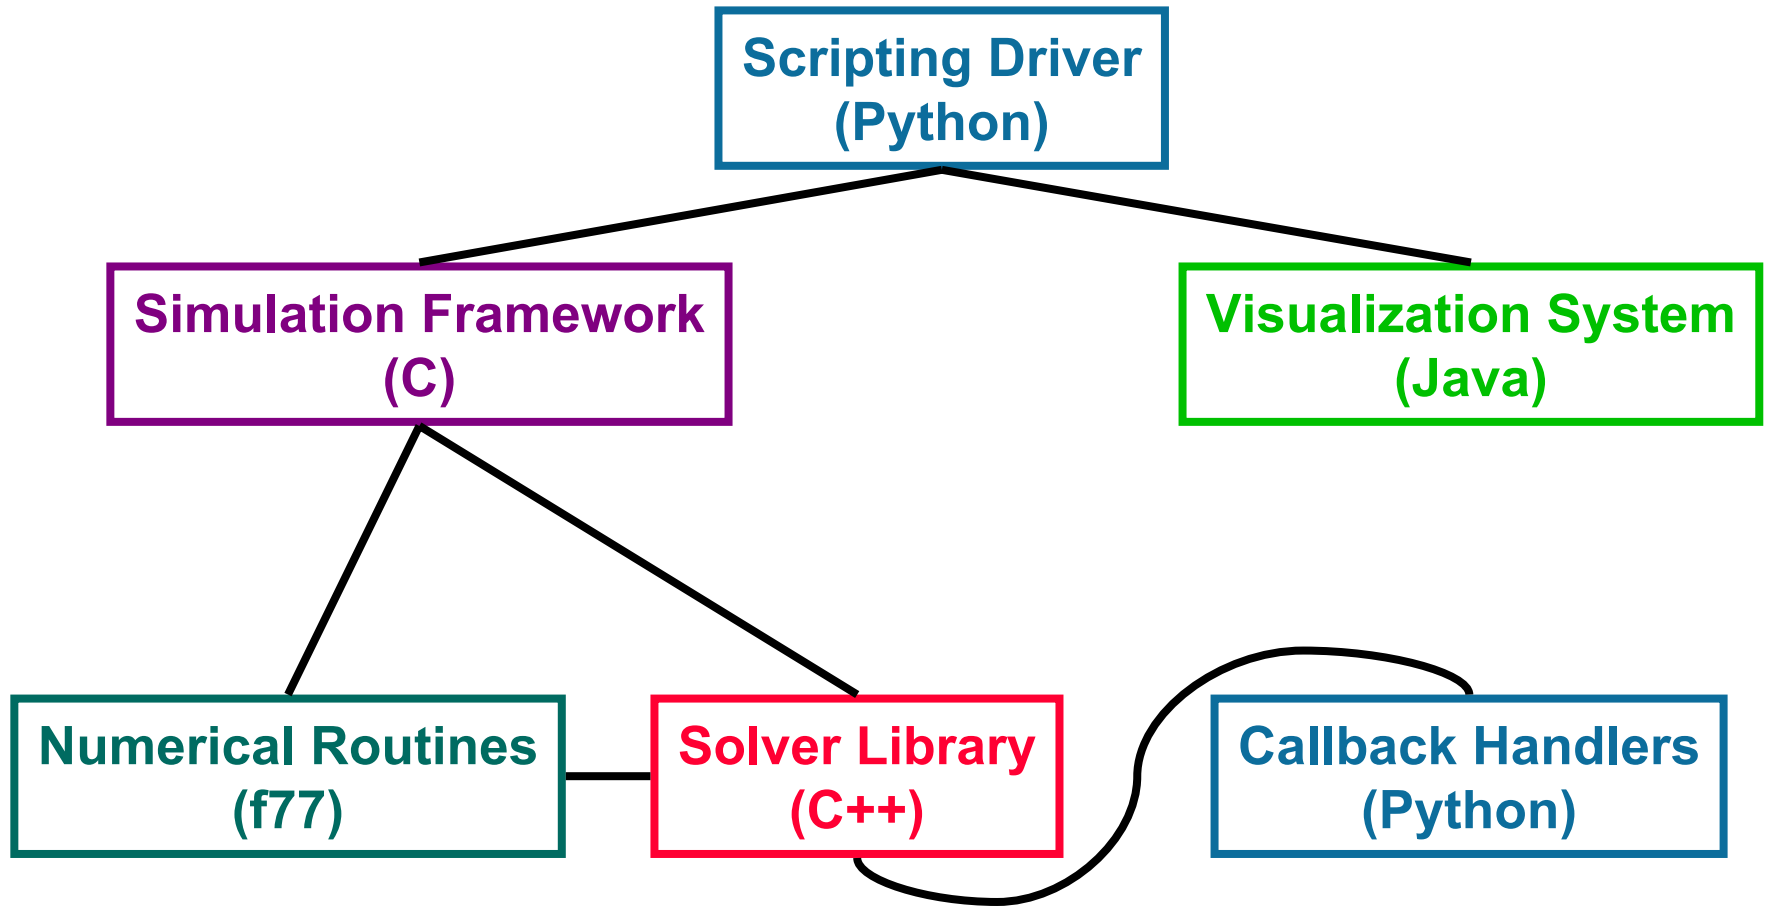 Scripting Driver
(Python)
Simulation Framework
(C)
Visualization System
(Java)
Numerical Routines
(f77)
Solver Library
(C++)
Callback Handlers
(Python)